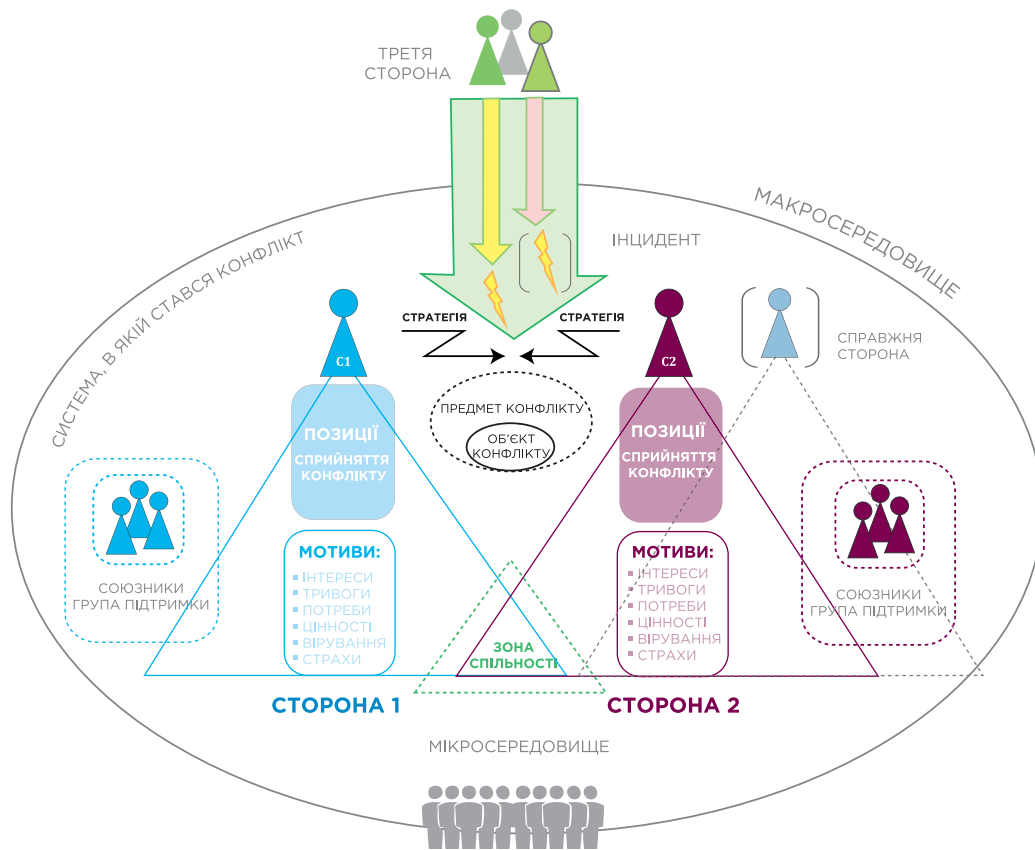 ТРЕТЯ
СТОРОНА
МАКРОСЕРЕДОВИЩЕ
СИСТЕМА, В ЯКІЙ СТАВСЯ КОНФЛІКТ
ІНЦИДЕНТ
СТРАТЕГІЯ
СТРАТЕГІЯ
СПРАВЖНЯ
СТОРОНА
С1
С2
ПРЕДМЕТ КОНФЛІКТУ
ОБ'ЄКТ
КОНФЛІКТУ
ПОЗИЦІЇ
СПРИЙНЯТТЯ
КОНФЛІКТУ
ПОЗИЦІЇ
СПРИЙНЯТТЯ
КОНФЛІКТУ
СОЮЗНИКИ
ГРУПА ПІДТРИМКИ
МОТИВИ:
▪ ІНТЕРЕСИ
▪ ТРИВОГИ
▪ ПОТРЕБИ
▪ ЦІННОСТІ
▪ ВІРУВАННЯ
▪ СТРАХИ
ЗОНА
СПІЛЬНОСТІ
МОТИВИ:
▪ ІНТЕРЕСИ
▪ ТРИВОГИ
▪ ПОТРЕБИ
▪ ЦІННОСТІ
▪ ВІРУВАННЯ
▪ СТРАХИ
СОЮЗНИКИ
ГРУПА ПІДТРИМКИ
СТОРОНА 1
СТОРОНА 2
МІКРОСЕРЕДОВИЩЕ